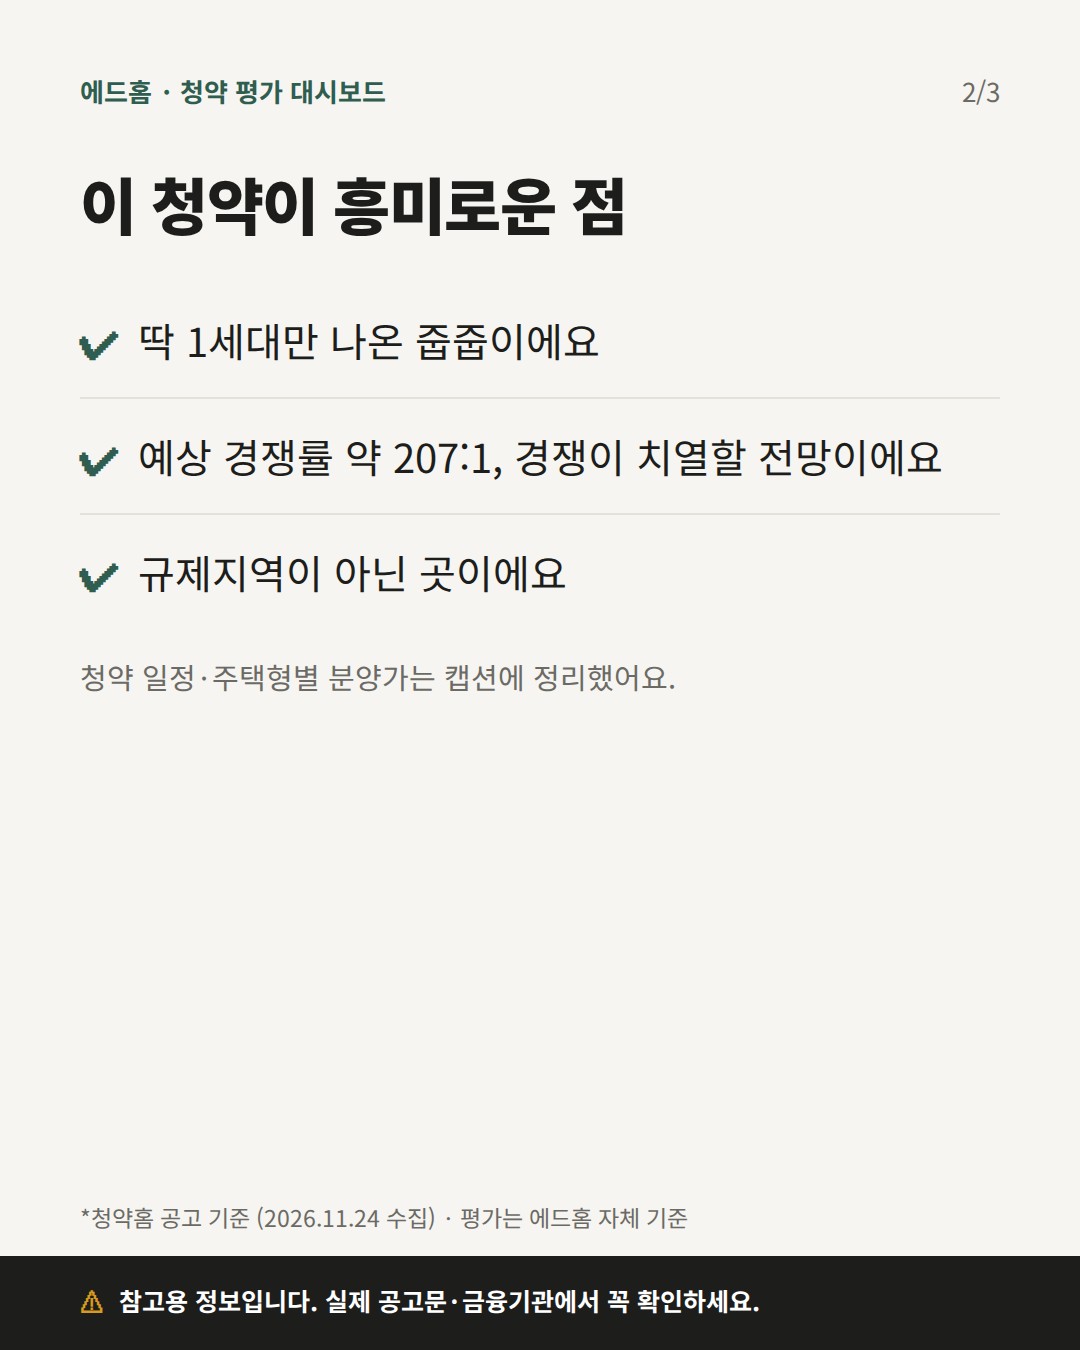 에드홈 · 청약 평가 대시보드
2/3
이 청약이 흥미로운 점
✔ 딱 1세대만 나온 줍줍이에요
✔ 예상 경쟁률 약 207:1, 경쟁이 치열할 전망이에요
✔ 규제지역이 아닌 곳이에요
청약 일정·주택형별 분양가는 캡션에 정리했어요.
*청약홈 공고 기준 (2026.11.24 수집) · 평가는 에드홈 자체 기준
⚠ 참고용 정보입니다. 실제 공고문·금융기관에서 꼭 확인하세요.